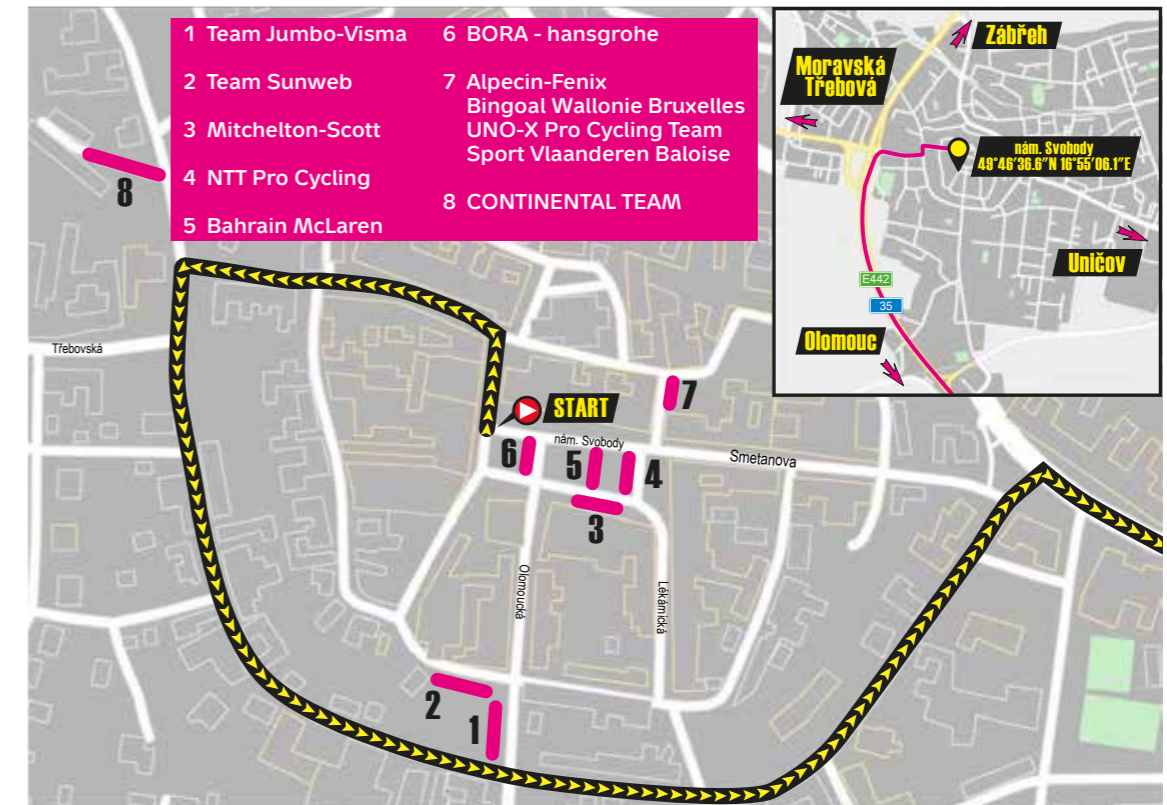 1 Team Jumbo-Visma
2 Team Sunweb
3 Mitchelton-Scott
4 NTT Pro Cycling
5 Bahrain McLaren
6 BORA - hansgrohe
7 Alpecin-Fenix
Bingoal Wallonie Bruxelles
UNO-X Pro Cycling Team
Sport Vlaanderen Baloise
8 CONTINENTAL TEAM
Zábřeh
Moravská
Třebová
nám. Svobody
49°46'36.6"N 16°55'06.1"E
Uničov
E442
35
Olomouc
8
Třebovská
START
7
nám. Svobody
Smetanova
6
5
4
3
Olomoucká
Lékárnická
2
1